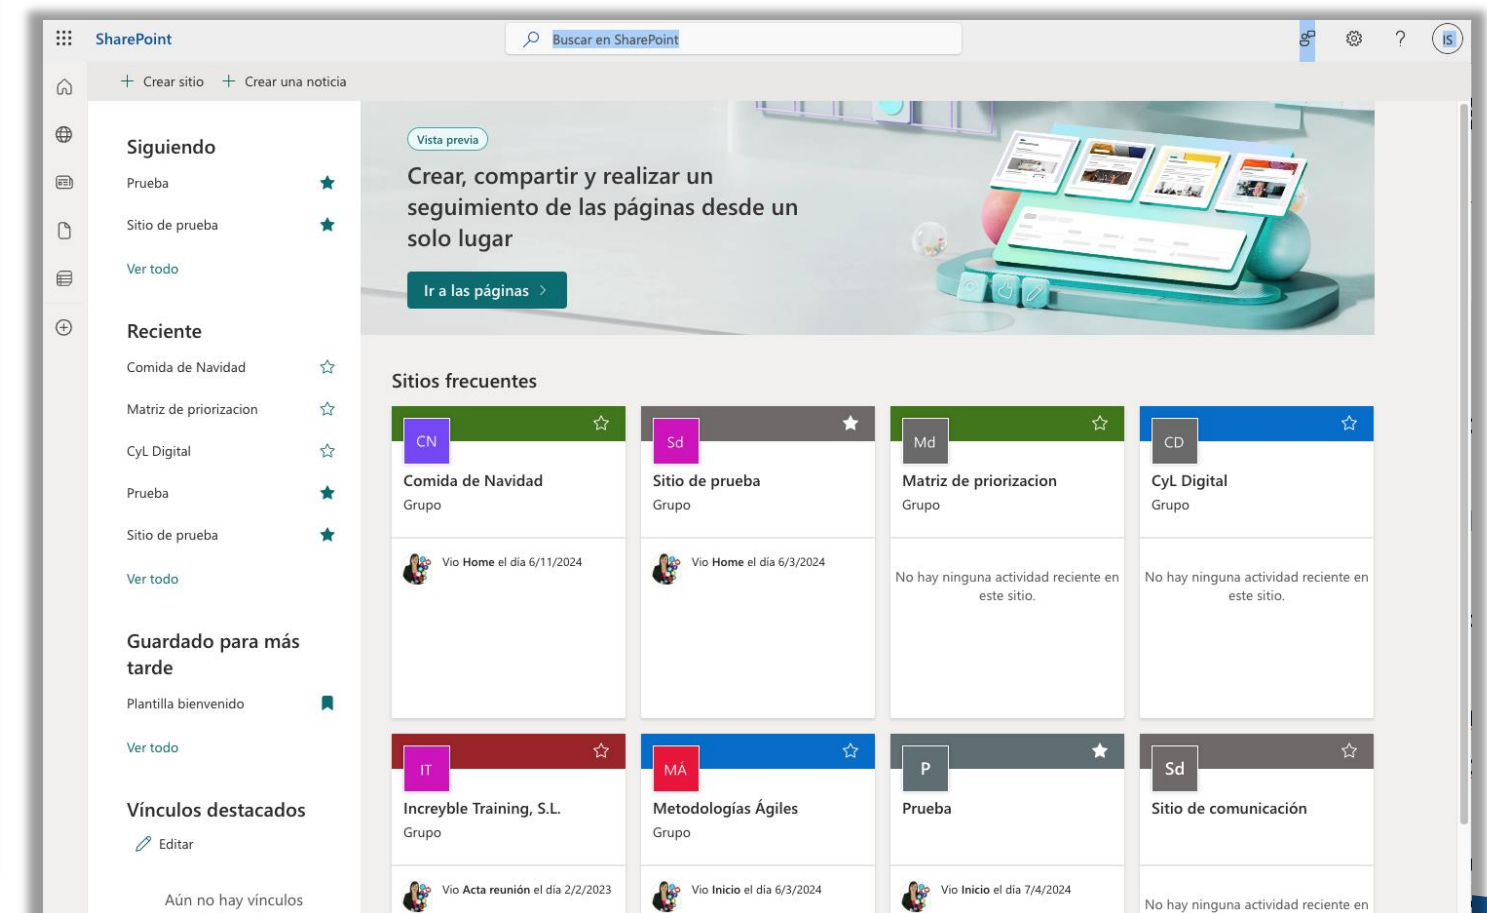 SharePoint
Buscar en SharePoint
?
IS
+ Crear sitio
+ Crear una noticia
Siguiendo
Prueba
Sitio de prueba
Ver todo
Reciente
Comida de Navidad
Matriz de priorizacion
CyL Digital
Prueba
Sitio de prueba
Ver todo
Guardado para más
tarde
Plantilla bienvenido
Ver todo
Vínculos destacados
Editar
Aún no hay vínculos
Vista previa
Crear, compartir y realizar un
seguimiento de las páginas desde un
solo lugar
Ir a las páginas >
Sitios frecuentes
CN
Comida de Navidad
Grupo
Vio Home el día 6/11/2024
Sd
Sitio de prueba
Grupo
Vio Home el día 6/3/2024
Md
Matriz de priorizacion
Grupo
No hay ninguna actividad reciente en
este sitio.
CD
CyL Digital
Grupo
No hay ninguna actividad reciente en
este sitio.
IT
Increyble Training, S.L.
Grupo
Vio Acta reunión el día 2/2/2023
MÁ
Metodologías Ágiles
Grupo
Vio Inicio el día 6/3/2024
P
Prueba
Vio Inicio el día 7/4/2024
Sd
Sitio de comunicación
No hay ninguna actividad reciente en